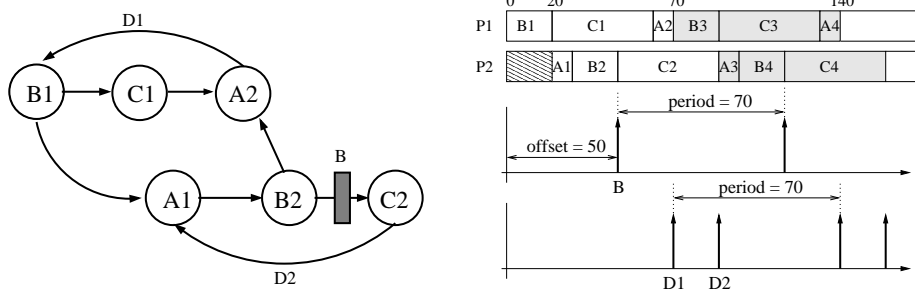 D1
B1
C1
A2
B
A1
B2
C2
D2
0 20 70 140
P1 B1 C1 A2 B3 C3 A4
P2 A1 B2 C2 A3 B4 C4
period = 70
offset = 50
B
period = 70
D1 D2